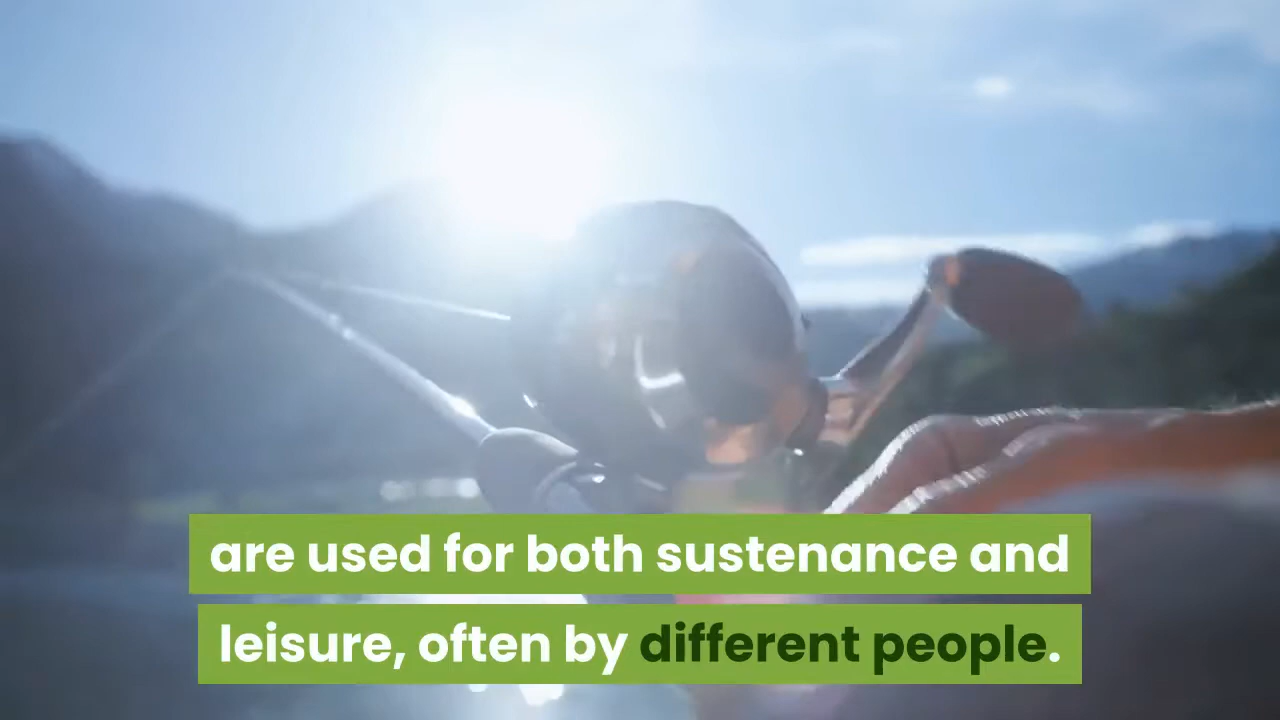 are used for both sustenance and
leisure, often by different people.